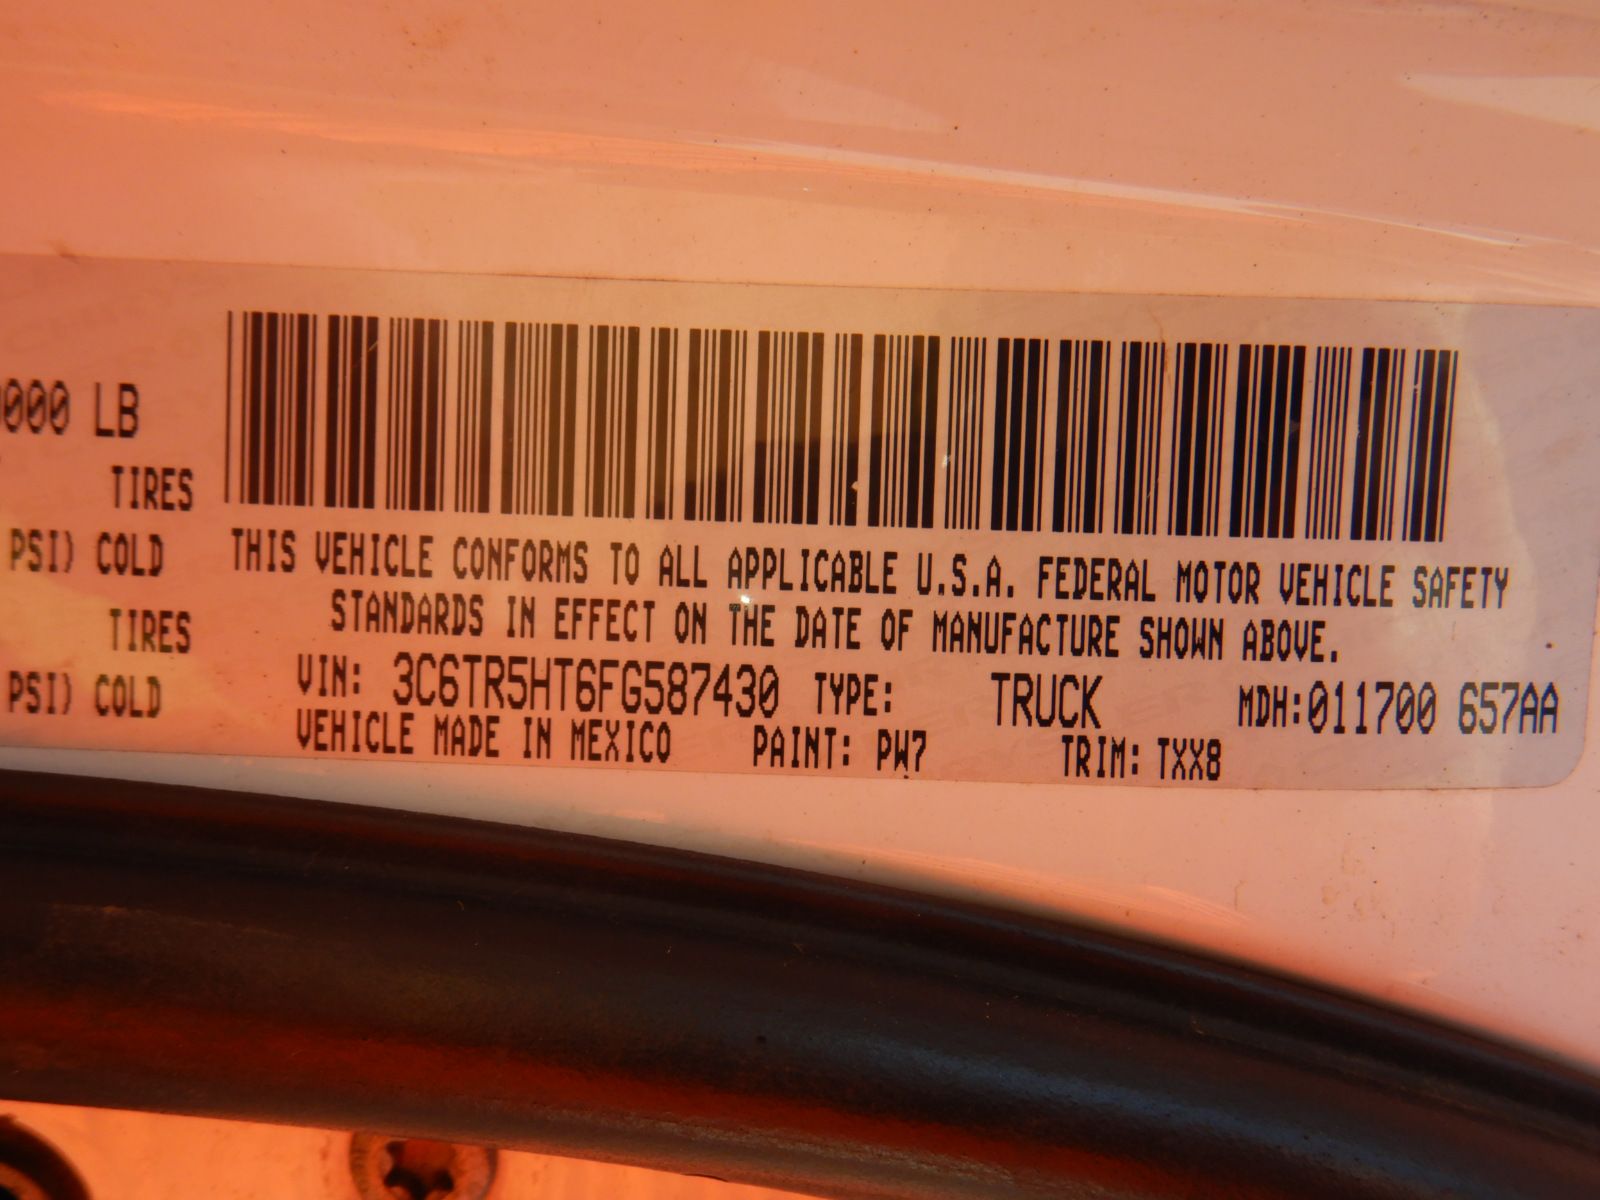 000 LB
TIRES
PSI) COLD
TIRES
PSI) COLD
THIS VEHICLE CONFORMS TO ALL APPLICABLE U.S.A. FEDERAL MOTOR VEHICLE SAFETY
STANDARDS IN EFFECT ON THE DATE OF MANUFACTURE SHOWN ABOVE.
VIN: 3C6TR5HT6FG587430 TYPE: TRUCK MDH:011700 657AA
VEHICLE MADE IN MEXICO PAINT: PW7 TRIM: TXX8